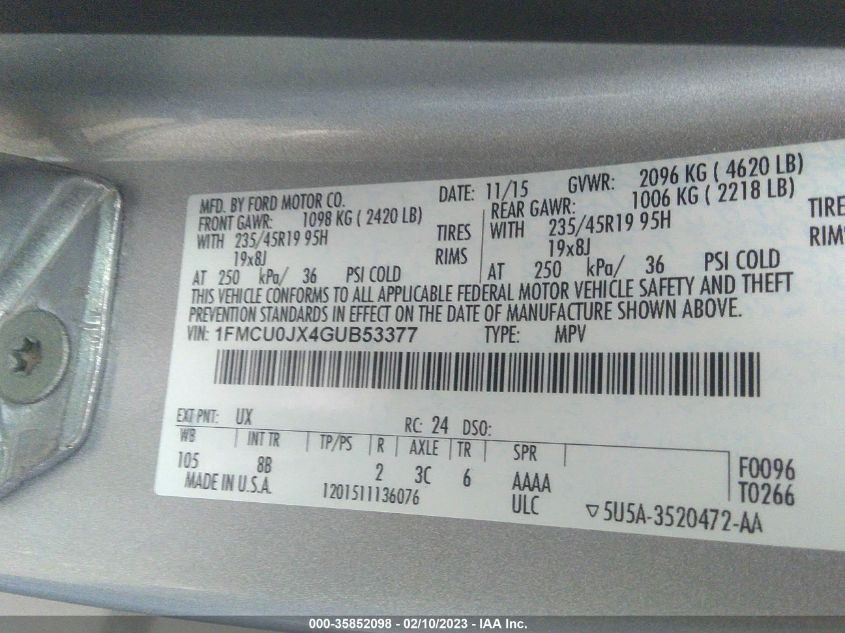 MFD. BY FORD MOTOR CO. DATE: 11/15 GVWR: 2096 KG ( 4620 LB)
FRONT GAWR: 1098 KG ( 2420 LB) REAR GAWR: 1006 KG ( 2218 LB)
WITH 235/45R19 95H TIRES WITH 235/45R19 95H TIRE
19x8J RIMS 19x8J RIM
AT 250 kPa/ 36 PSI COLD AT 250 kPa/ 36 PSI COLD
THIS VEHICLE CONFORMS TO ALL APPLICABLE FEDERAL MOTOR VEHICLE SAFETY AND THEFT
PREVENTION STANDARDS IN EFFECT ON THE DATE OF MANUFACTURE SHOWN ABOVE.
VIN: 1FMCU0JX4GUB53377 TYPE: MPV
EXT PNT: UX RC: 24 DSO:
WB INT TR TP/PS R AXLE TR SPR
105 8B 2 3C 6 AAAA F0096
MADE IN U.S.A. 1201511136076 ULC T0266
▽5U5A-3520472-AA
000-35852098 - 02/10/2023 - IAA Inc.